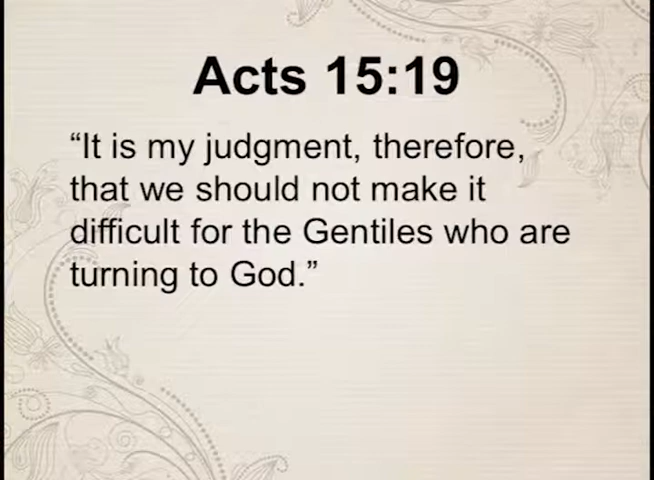 Acts 15:19
“It is my judgment, therefore,
that we should not make it
difficult for the Gentiles who are
turning to God.”